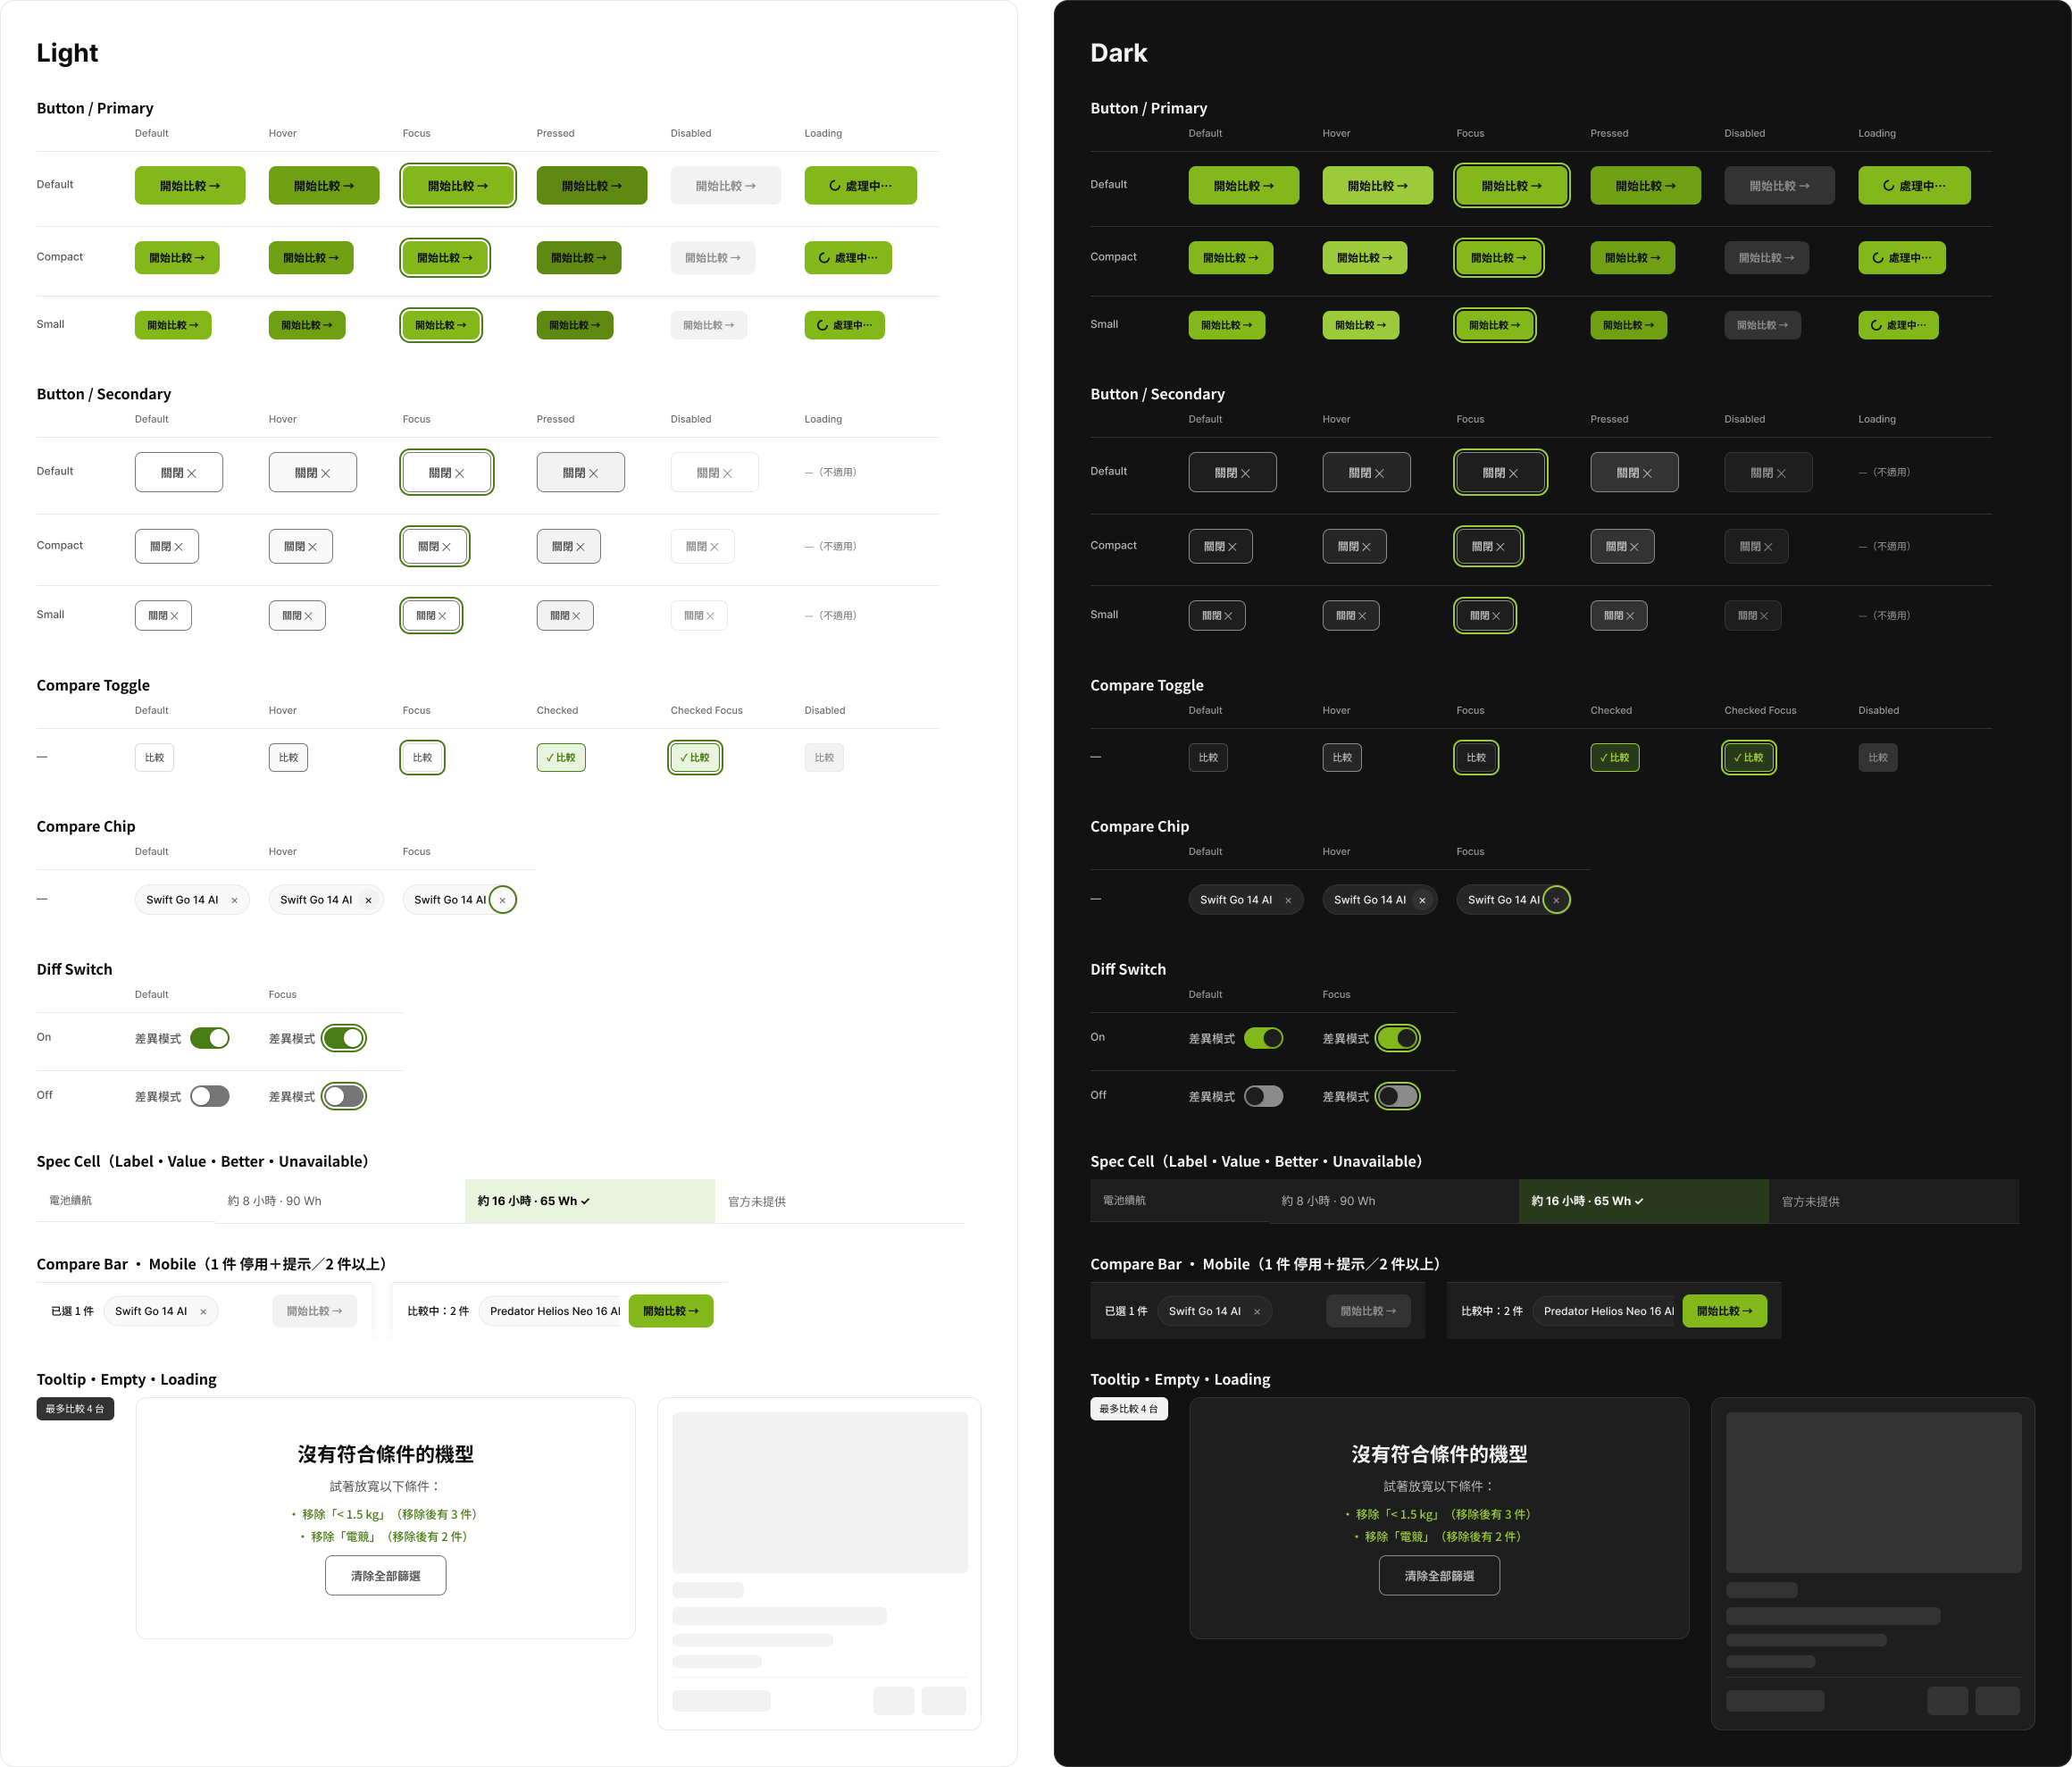 Light
Button / Primary
Default Hover Focus Pressed Disabled Loading
Default 開始比較 → 開始比較 → 開始比較 → 開始比較 → 開始比較 → 處理中⋯
Compact 開始比較 → 開始比較 → 開始比較 → 開始比較 → 開始比較 → 處理中⋯
Small 開始比較 → 開始比較 → 開始比較 → 開始比較 → 開始比較 → 處理中⋯
Button / Secondary
Default Hover Focus Pressed Disabled Loading
Default 關閉 ✕ 關閉 ✕ 關閉 ✕ 關閉 ✕ 關閉 ✕ —（不適用）
Compact 關閉 ✕ 關閉 ✕ 關閉 ✕ 關閉 ✕ 關閉 ✕ —（不適用）
Small 關閉 ✕ 關閉 ✕ 關閉 ✕ 關閉 ✕ 關閉 ✕ —（不適用）
Compare Toggle
Default Hover Focus Checked Checked Focus Disabled
— 比較 比較 比較 ✓ 比較 ✓ 比較 比較
Compare Chip
Default Hover Focus
— Swift Go 14 AI × Swift Go 14 AI × Swift Go 14 AI ×
Diff Switch
Default Focus
On 差異模式 差異模式
Off 差異模式 差異模式
Spec Cell（Label・Value・Better・Unavailable）
電池續航 約 8 小時 · 90 Wh 約 16 小時 · 65 Wh ✓ 官方未提供
Compare Bar ・ Mobile（1 件 停用＋提示／2 件以上）
已選 1 件 Swift Go 14 AI × 開始比較 → 比較中：2 件 Predator Helios Neo 16 AI 開始比較 →
Tooltip・Empty・Loading
最多比較 4 台
沒有符合條件的機型
試著放寬以下條件：
・ 移除「< 1.5 kg」（移除後有 3 件）
・ 移除「電競」（移除後有 2 件）
清除全部篩選
Dark
Button / Primary
Default Hover Focus Pressed Disabled Loading
Default 開始比較 → 開始比較 → 開始比較 → 開始比較 → 開始比較 → 處理中⋯
Compact 開始比較 → 開始比較 → 開始比較 → 開始比較 → 開始比較 → 處理中⋯
Small 開始比較 → 開始比較 → 開始比較 → 開始比較 → 開始比較 → 處理中⋯
Button / Secondary
Default Hover Focus Pressed Disabled Loading
Default 關閉 ✕ 關閉 ✕ 關閉 ✕ 關閉 ✕ 關閉 ✕ —（不適用）
Compact 關閉 ✕ 關閉 ✕ 關閉 ✕ 關閉 ✕ 關閉 ✕ —（不適用）
Small 關閉 ✕ 關閉 ✕ 關閉 ✕ 關閉 ✕ 關閉 ✕ —（不適用）
Compare Toggle
Default Hover Focus Checked Checked Focus Disabled
— 比較 比較 比較 ✓ 比較 ✓ 比較 比較
Compare Chip
Default Hover Focus
— Swift Go 14 AI × Swift Go 14 AI × Swift Go 14 AI ×
Diff Switch
Default Focus
On 差異模式 差異模式
Off 差異模式 差異模式
Spec Cell（Label・Value・Better・Unavailable）
電池續航 約 8 小時 · 90 Wh 約 16 小時 · 65 Wh ✓ 官方未提供
Compare Bar ・ Mobile（1 件 停用＋提示／2 件以上）
已選 1 件 Swift Go 14 AI × 開始比較 → 比較中：2 件 Predator Helios Neo 16 AI 開始比較 →
Tooltip・Empty・Loading
最多比較 4 台
沒有符合條件的機型
試著放寬以下條件：
・ 移除「< 1.5 kg」（移除後有 3 件）
・ 移除「電競」（移除後有 2 件）
清除全部篩選